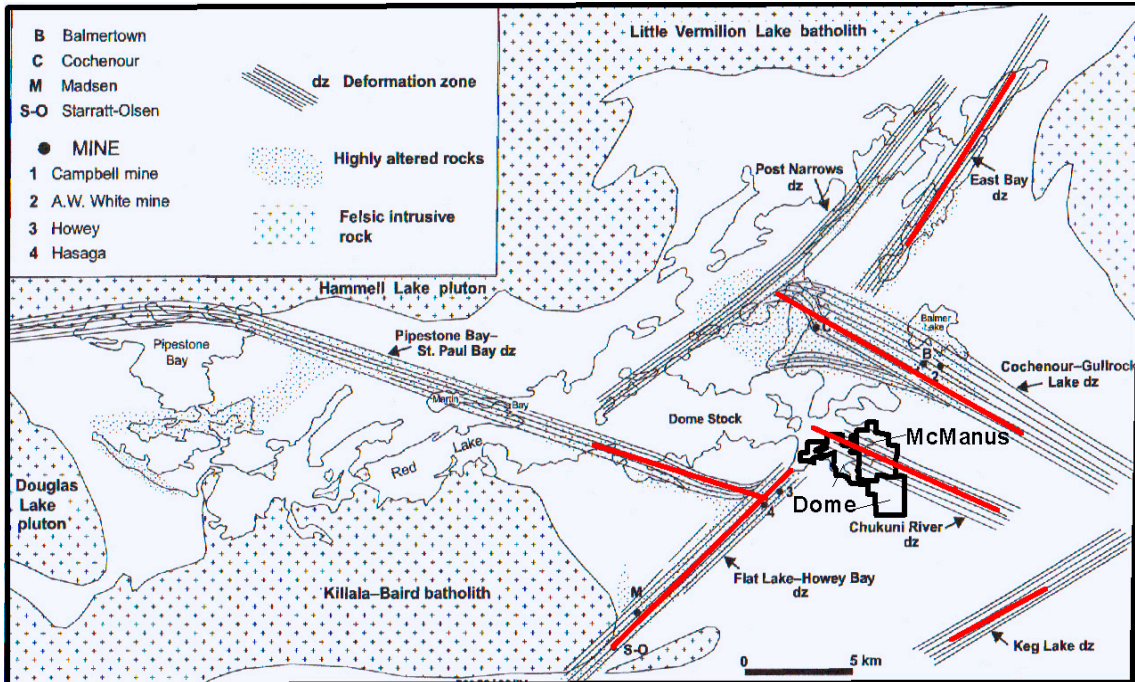 B Balmertown
C Cochenour
M Madsen
S-O Starratt-Olsen
MINE
1 Campbell mine
2 A.W. White mine
3 Howey
4 Hasaga
dz Deformation zone
Highly altered rocks
Felsic intrusive
rock
Little Vermilion Lake batholith
Post Narrows
dz
East Bay
dz
Hammell Lake pluton
Pipestone
Bay
Pipestone Bay–
St. Paul Bay dz
Balmer
Lake
C
B
2
Cochenour–Gullrock
Lake dz
Martin
Bay
Dome Stock
McManus
Red Lake
Douglas
Lake
pluton
3
4
Dome
Chukuni River
dz
Flat Lake–Howey Bay
dz
Killala–Baird batholith
M
S-O
Keg Lake dz
0 5 km